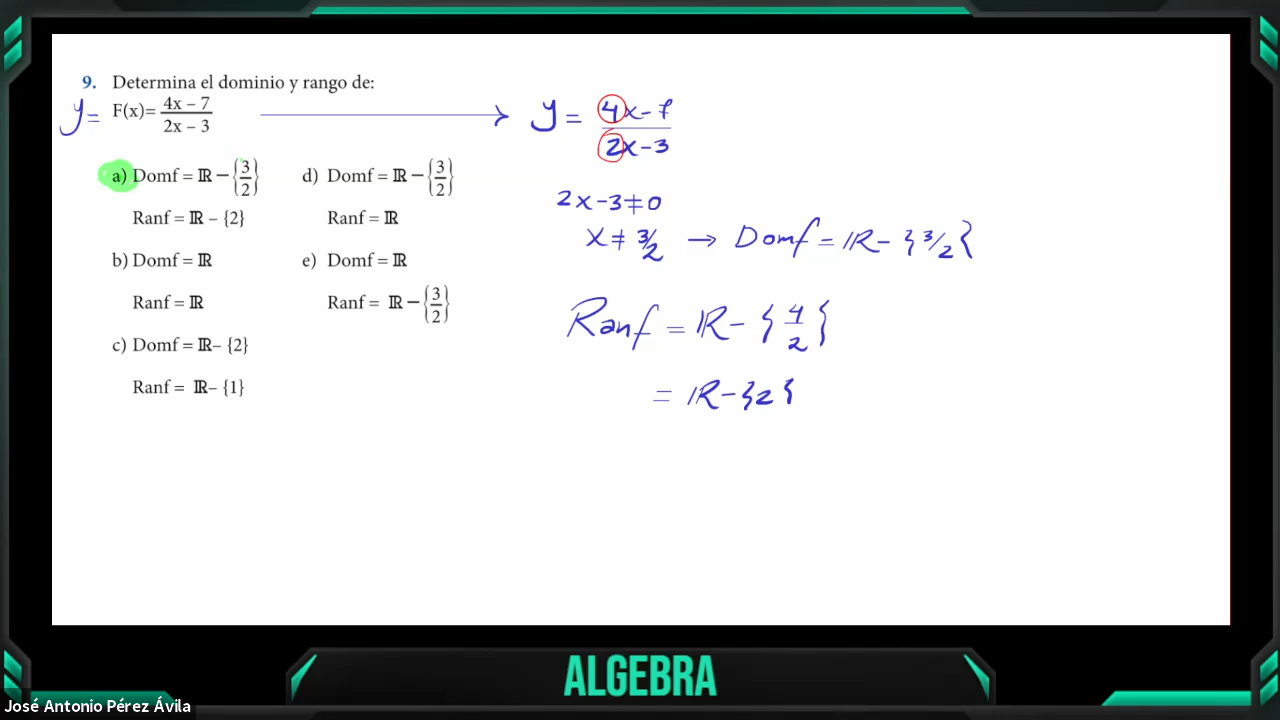 9. Determina el dominio y rango de:
y = F(x)= 4x – 7 / 2x – 3
a) Domf = ℝ – {3/2}
Ranf = ℝ – {2}
b) Domf = ℝ
Ranf = ℝ
c) Domf = ℝ– {2}
Ranf = ℝ– {1}
d) Domf = ℝ – {3/2}
Ranf = ℝ
e) Domf = ℝ
Ranf = ℝ – {3/2}
y = 4x – 7 / 2x – 3
2x – 3 ≠ 0
x ≠ 3/2 → Domf = ℝ – {3/2}
Ranf = ℝ – {4/2}
= ℝ – {2}
ALGEBRA
José Antonio Pérez Ávila